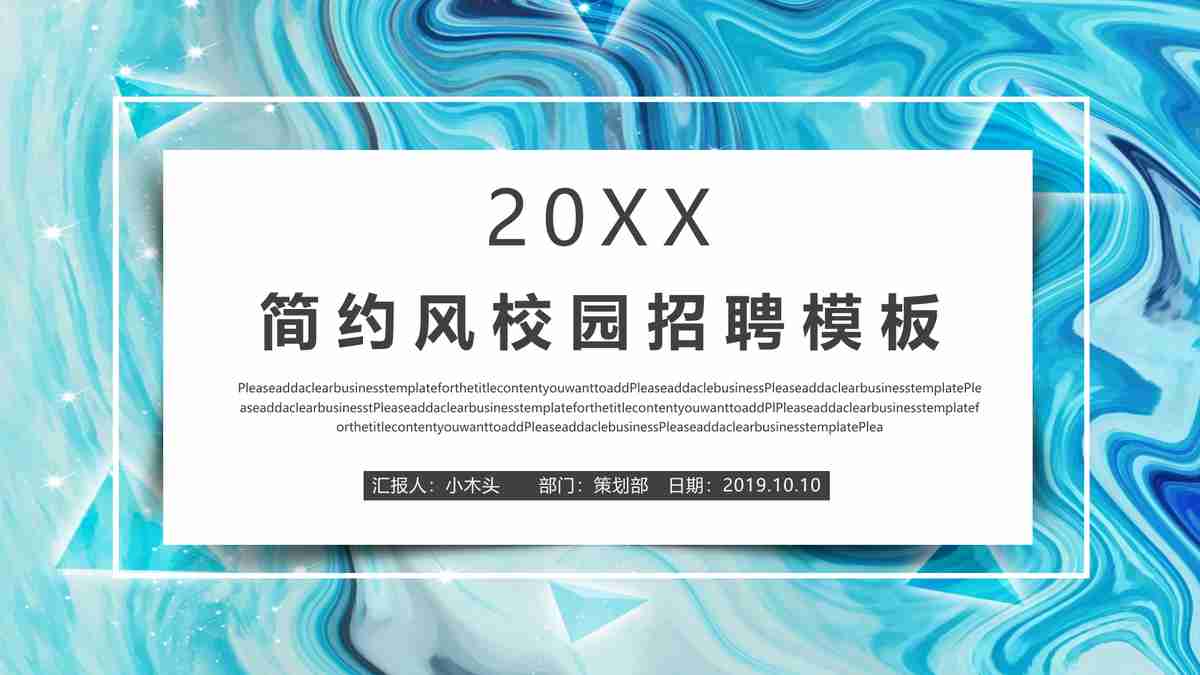 20XX
简约风校园招聘模板
PleaseaddaclearbusinesstemplateforthetitlecontentyouwanttoaddPleaseaddaclebusinessPleaseaddaclearbusinesstemplatePle
aseaddaclearbusinesstPleaseaddaclearbusinesstemplateforthetitlecontentyouwanttoaddPlPleaseaddaclearbusinesstemplatef
orthetitlecontentyouwanttoaddPleaseaddaclebusinessPleaseaddaclearbusinesstemplatePlea
汇报人：小木头 部门：策划部 日期：2019.10.10